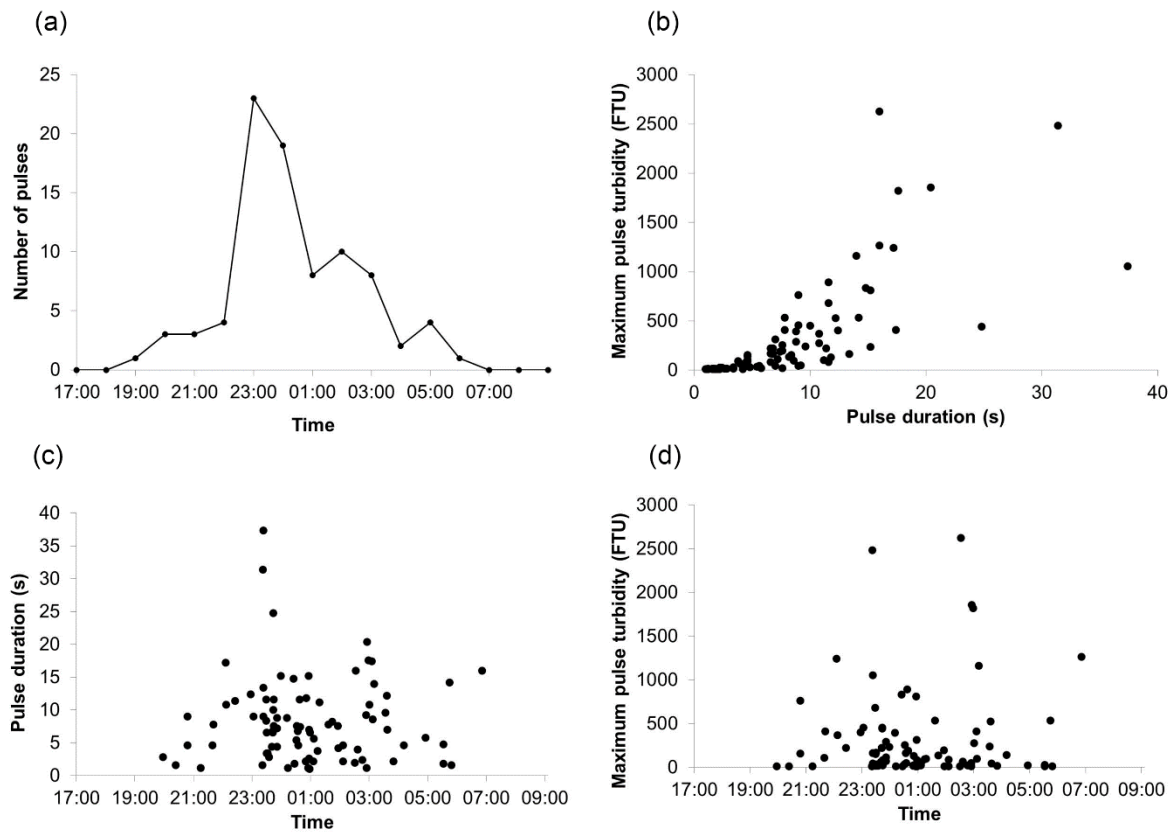 (a)
25
20
15
10
5
0
Number of pulses
17:00 19:00 21:00 23:00 01:00 03:00 05:00 07:00
Time
(b)
3000
2500
2000
1500
1000
500
0
Maximum pulse turbidity (FTU)
0 10 20 30 40
Pulse duration (s)
(c)
40
35
30
25
20
15
10
5
0
Pulse duration (s)
17:00 19:00 21:00 23:00 01:00 03:00 05:00 07:00 09:00
Time
(d)
3000
2500
2000
1500
1000
500
0
Maximum pulse turbidity (FTU)
17:00 19:00 21:00 23:00 01:00 03:00 05:00 07:00 09:00
Time